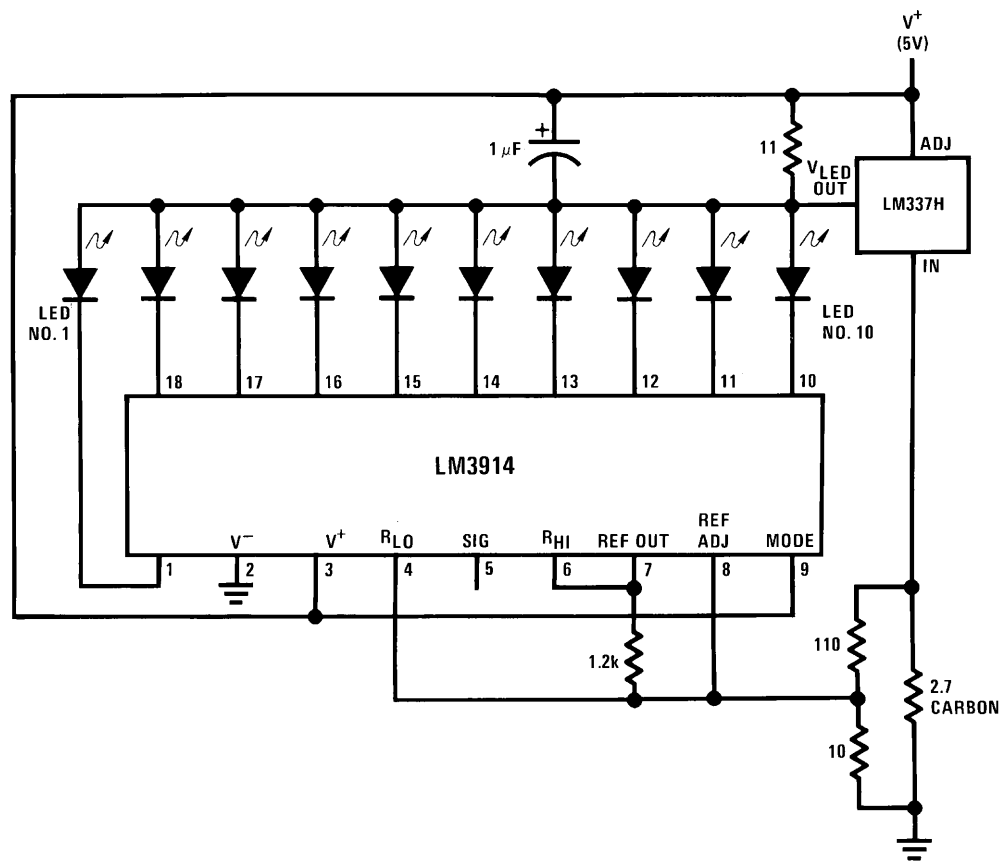 V+
(5V)
ADJ
+
1 µF
11
VLED
OUT
LM337H
IN
LED
NO. 1
LED
NO. 10
18
17
16
15
14
13
12
11
10
LM3914
V−
V+
RLO
SIG
RHI
REF OUT
REF
ADJ
MODE
1
2
3
4
5
6
7
8
9
1.2k
110
2.7
CARBON
10